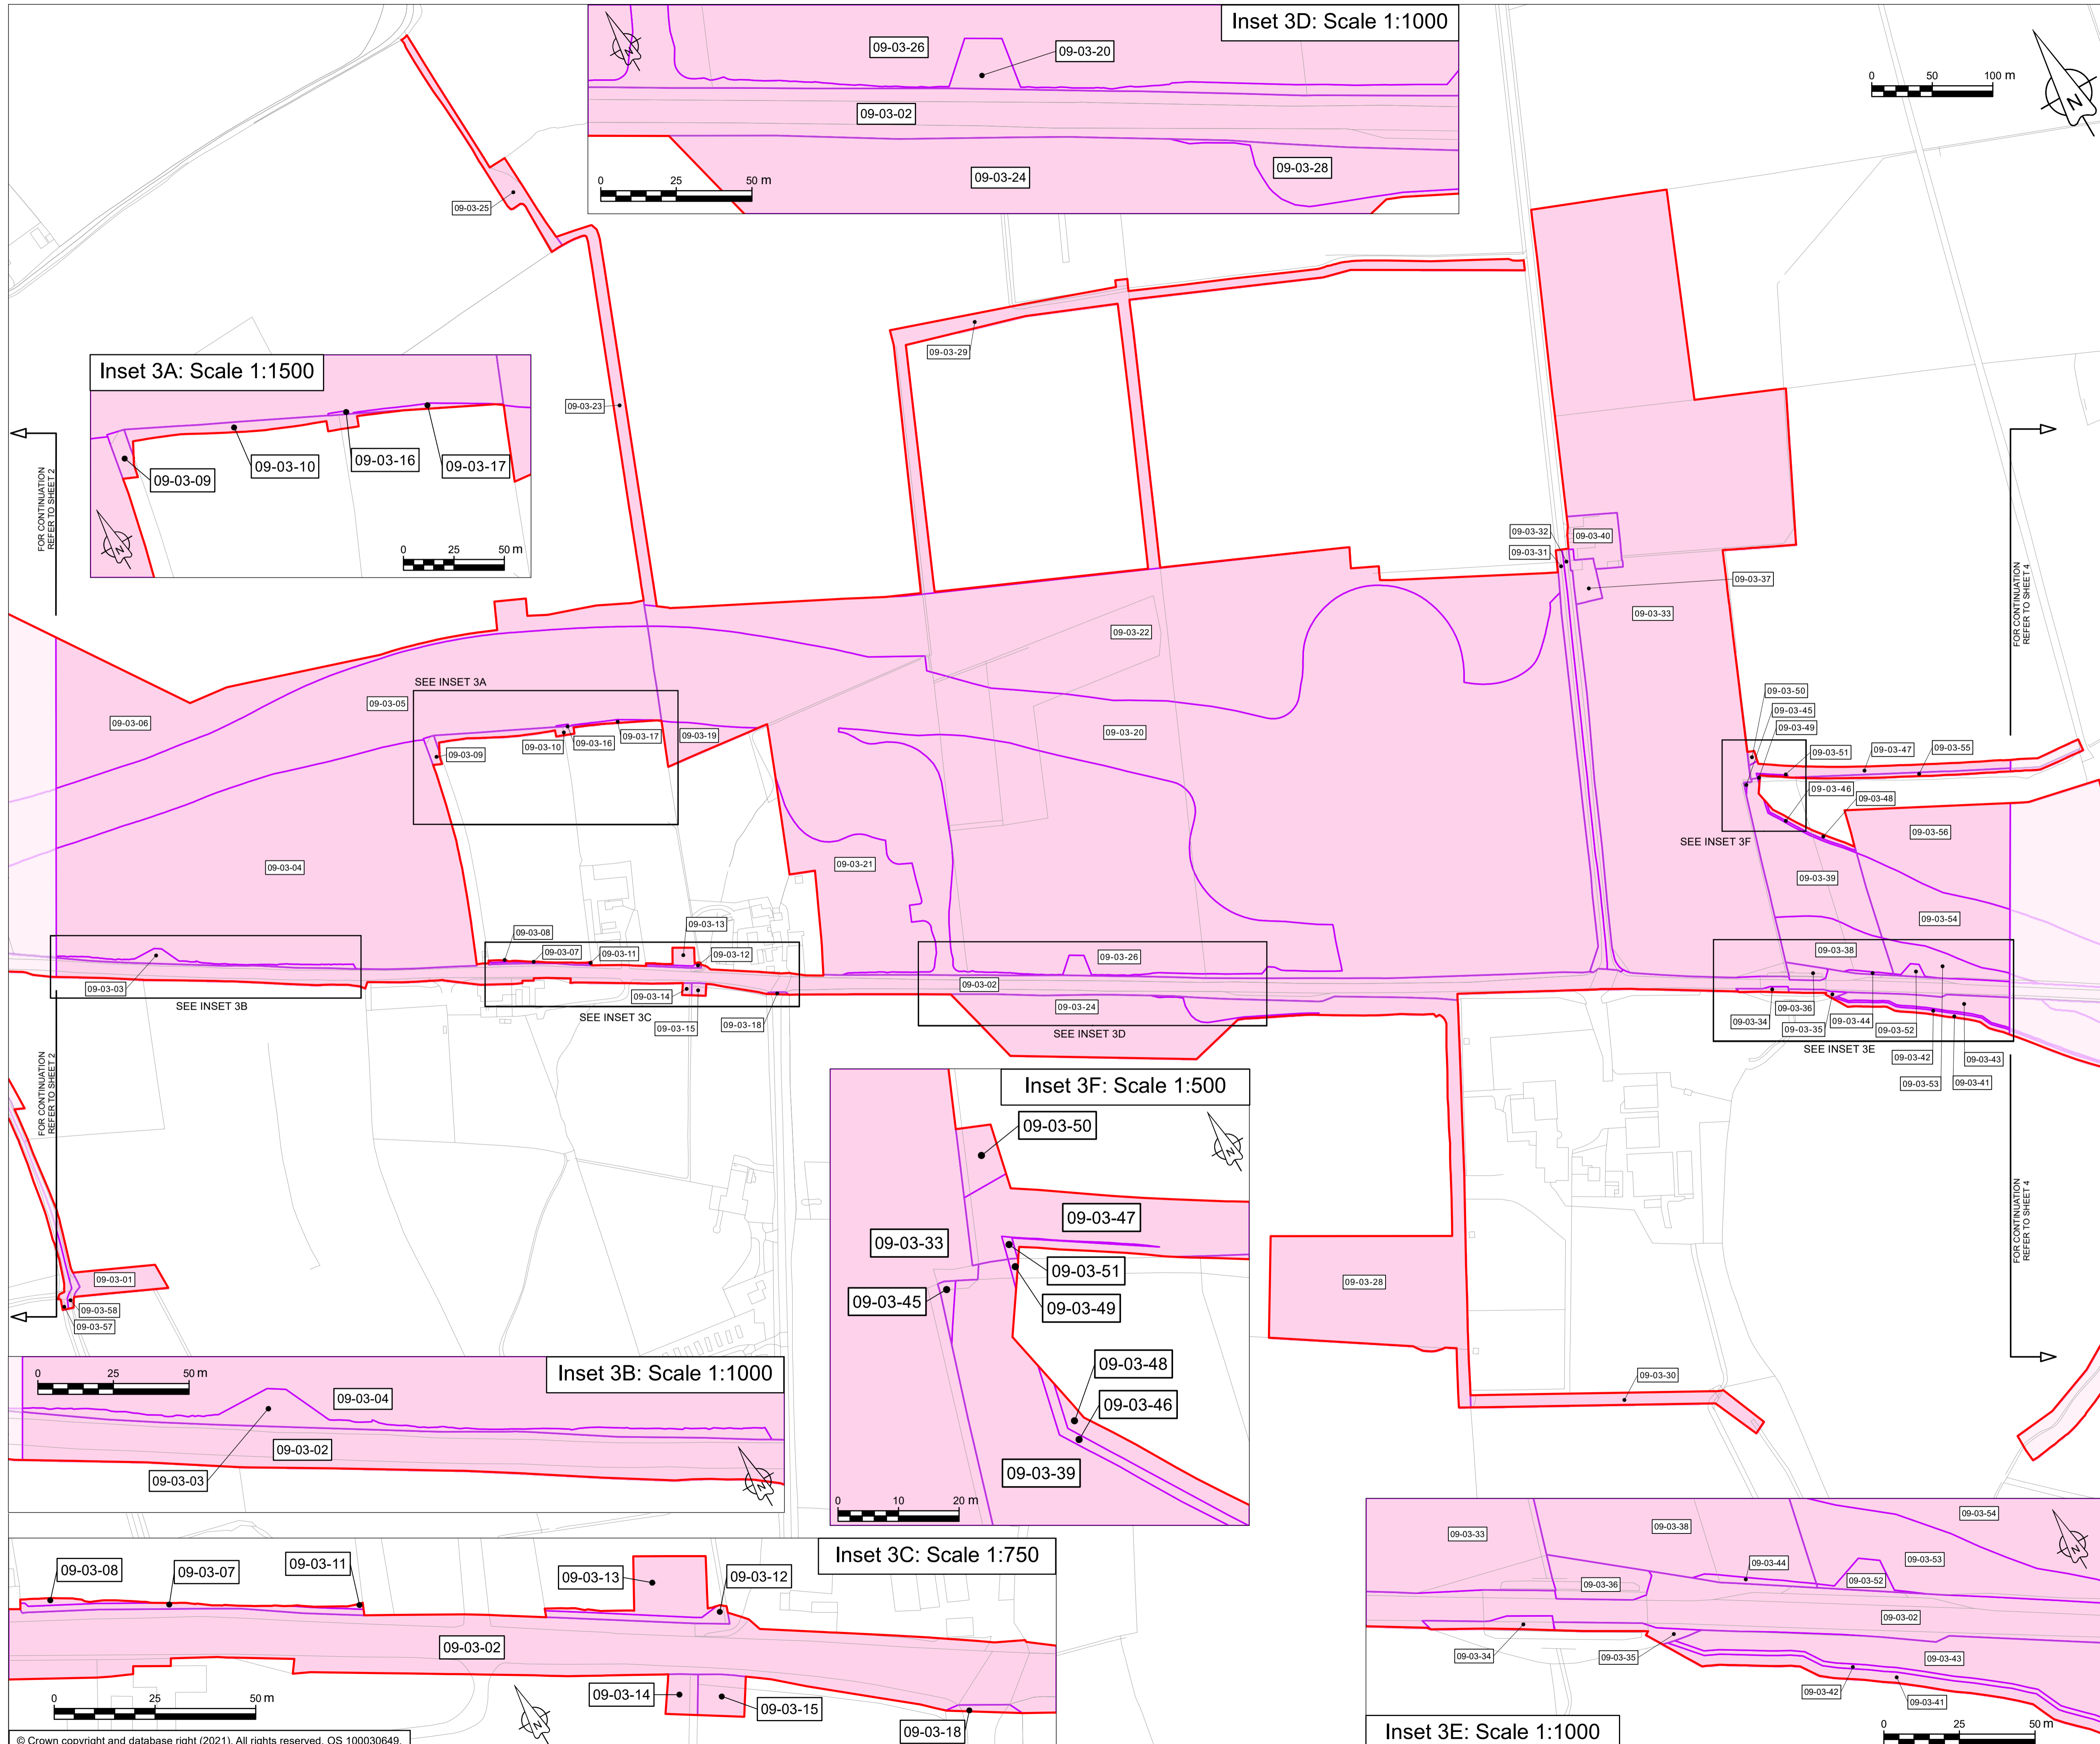 Inset 3D: Scale 1:1000
N
09-03-26
09-03-20
09-03-02
09-03-24
09-03-28
0 25 50 m
0 50 100 m
N
09-03-25
Inset 3A: Scale 1:1500
09-03-09
09-03-10
09-03-16
09-03-17
N
0 25 50 m
FOR CONTINUATION
REFER TO SHEET 2
09-03-23
09-03-29
09-03-32
09-03-31
09-03-40
09-03-37
09-03-33
FOR CONTINUATION
REFER TO SHEET 4
09-03-22
SEE INSET 3A
09-03-06
09-03-05
09-03-09
09-03-10
09-03-16
09-03-17
09-03-19
09-03-20
09-03-50
09-03-45
09-03-49
09-03-51
09-03-47
09-03-55
09-03-46
09-03-48
SEE INSET 3F
09-03-56
09-03-04
09-03-21
09-03-39
09-03-54
09-03-08
09-03-07
09-03-11
09-03-13
09-03-12
09-03-03
SEE INSET 3B
09-03-14
09-03-15
SEE INSET 3C
09-03-18
09-03-26
09-03-02
09-03-24
SEE INSET 3D
09-03-38
09-03-34
09-03-36
09-03-35
09-03-44
09-03-52
09-03-42
09-03-43
09-03-53
09-03-41
SEE INSET 3E
FOR CONTINUATION
REFER TO SHEET 2
09-03-01
09-03-58
09-03-57
Inset 3F: Scale 1:500
N
09-03-50
09-03-47
09-03-33
09-03-51
09-03-45
09-03-49
09-03-48
09-03-46
09-03-39
0 10 20 m
09-03-28
09-03-30
FOR CONTINUATION
REFER TO SHEET 4
0 25 50 m
Inset 3B: Scale 1:1000
09-03-04
09-03-02
09-03-03
N
Inset 3C: Scale 1:750
09-03-08
09-03-07
09-03-11
09-03-13
09-03-12
09-03-02
09-03-14
09-03-15
09-03-18
0 25 50 m
N
© Crown copyright and database right (2021). All rights reserved. OS 100030649.
09-03-54
09-03-33
09-03-38
09-03-44
09-03-53
09-03-52
09-03-36
09-03-02
09-03-34
09-03-35
09-03-43
09-03-42
09-03-41
N
Inset 3E: Scale 1:1000
0 25 50 m